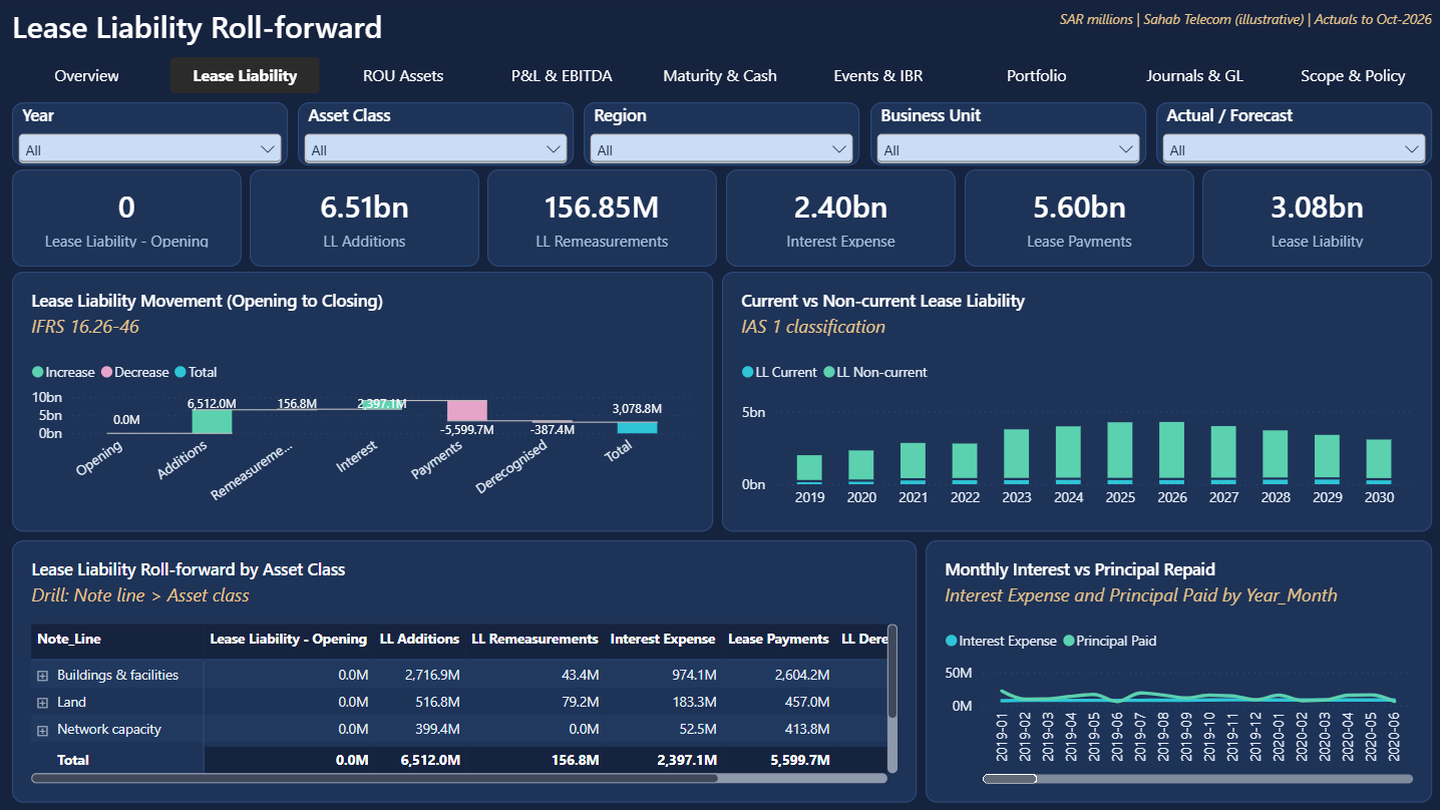 Lease Liability Roll-forward
SAR millions | Sahab Telecom (illustrative) | Actuals to Oct-2026
Overview
Lease Liability
ROU Assets
P&L & EBITDA
Maturity & Cash
Events & IBR
Portfolio
Journals & GL
Scope & Policy
Year
Asset Class
Region
Business Unit
Actual / Forecast
All
All
All
All
All
0
6.51bn
156.85M
2.40bn
5.60bn
3.08bn
Lease Liability - Opening
LL Additions
LL Remeasurements
Interest Expense
Lease Payments
Lease Liability
Lease Liability Movement (Opening to Closing)
IFRS 16.26-46
Increase Decrease Total
10bn
5bn
0bn
0.0M
6,512.0M
156.8M
2,397.1M
-5,599.7M
-387.4M
3,078.8M
Opening
Additions
Remeasureme...
Interest
Payments
Derecognised
Total
Current vs Non-current Lease Liability
IAS 1 classification
LL Current LL Non-current
5bn
0bn
2019 2020 2021 2022 2023 2024 2025 2026 2027 2028 2029 2030
Lease Liability Roll-forward by Asset Class
Drill: Note line > Asset class
Note_Line Lease Liability - Opening LL Additions LL Remeasurements Interest Expense Lease Payments LL Dere
Buildings & facilities 0.0M 2,716.9M 43.4M 974.1M 2,604.2M
Land 0.0M 516.8M 79.2M 183.3M 457.0M
Network capacity 0.0M 399.4M 0.0M 52.5M 413.8M
Total 0.0M 6,512.0M 156.8M 2,397.1M 5,599.7M
Monthly Interest vs Principal Repaid
Interest Expense and Principal Paid by Year_Month
Interest Expense Principal Paid
50M
0M
2019-01
2019-02
2019-03
2019-04
2019-05
2019-06
2019-07
2019-08
2019-09
2019-10
2019-11
2019-12
2020-01
2020-02
2020-03
2020-04
2020-05
2020-06